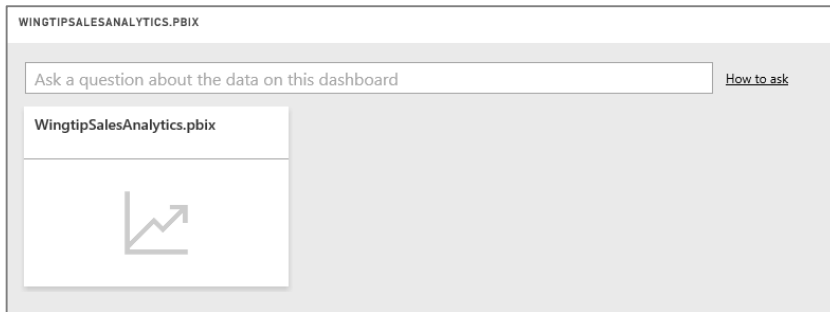 WINGTIPSALESANALYTICS.PBIX
Ask a question about the data on this dashboard
How to ask
WingtipSalesAnalytics.pbix